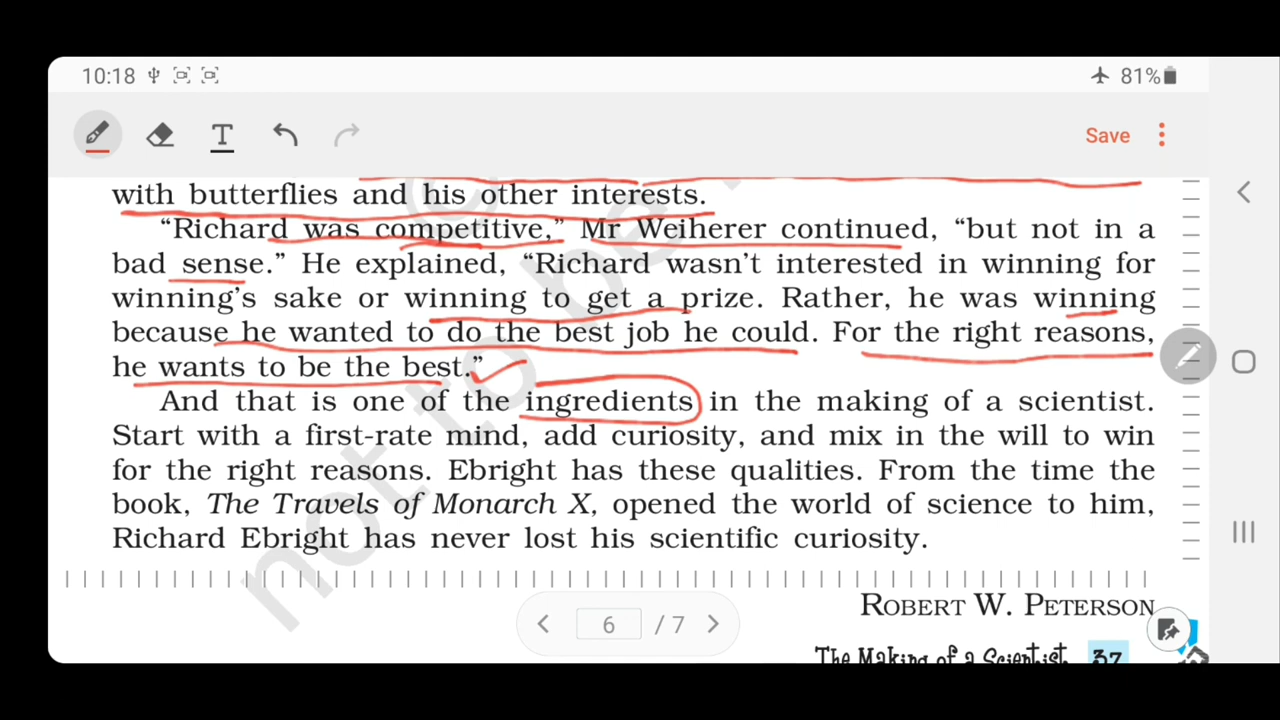 10:18 81%
T Save
with butterflies and his other interests.
“Richard was competitive,” Mr Weiherer continued, “but not in a
bad sense.” He explained, “Richard wasn’t interested in winning for
winning’s sake or winning to get a prize. Rather, he was winning
because he wanted to do the best job he could. For the right reasons,
he wants to be the best.”
And that is one of the ingredients in the making of a scientist.
Start with a first-rate mind, add curiosity, and mix in the will to win
for the right reasons. Ebright has these qualities. From the time the
book, The Travels of Monarch X, opened the world of science to him,
Richard Ebright has never lost his scientific curiosity.
ROBERT W. PETERSON
6 / 7
The Making of a Scientist 37
not to be